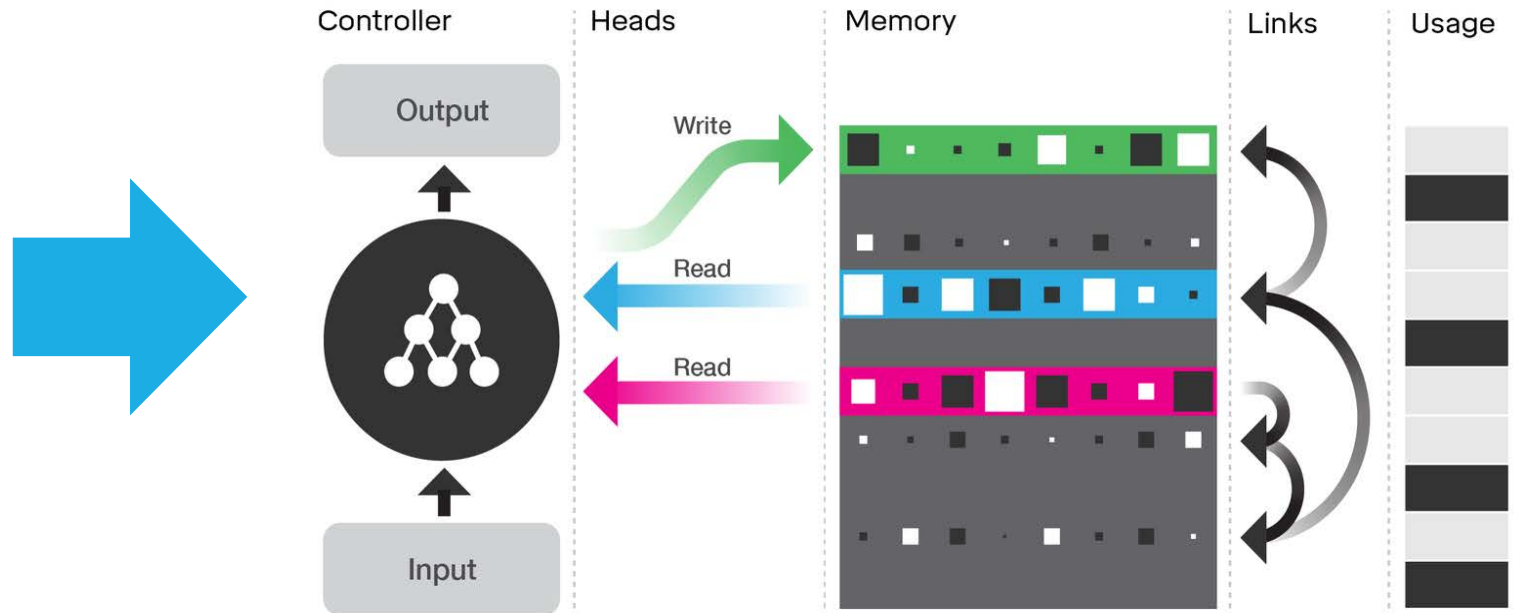 Controller
Heads
Memory
Links
Usage
Output
Write
Read
Read
Input